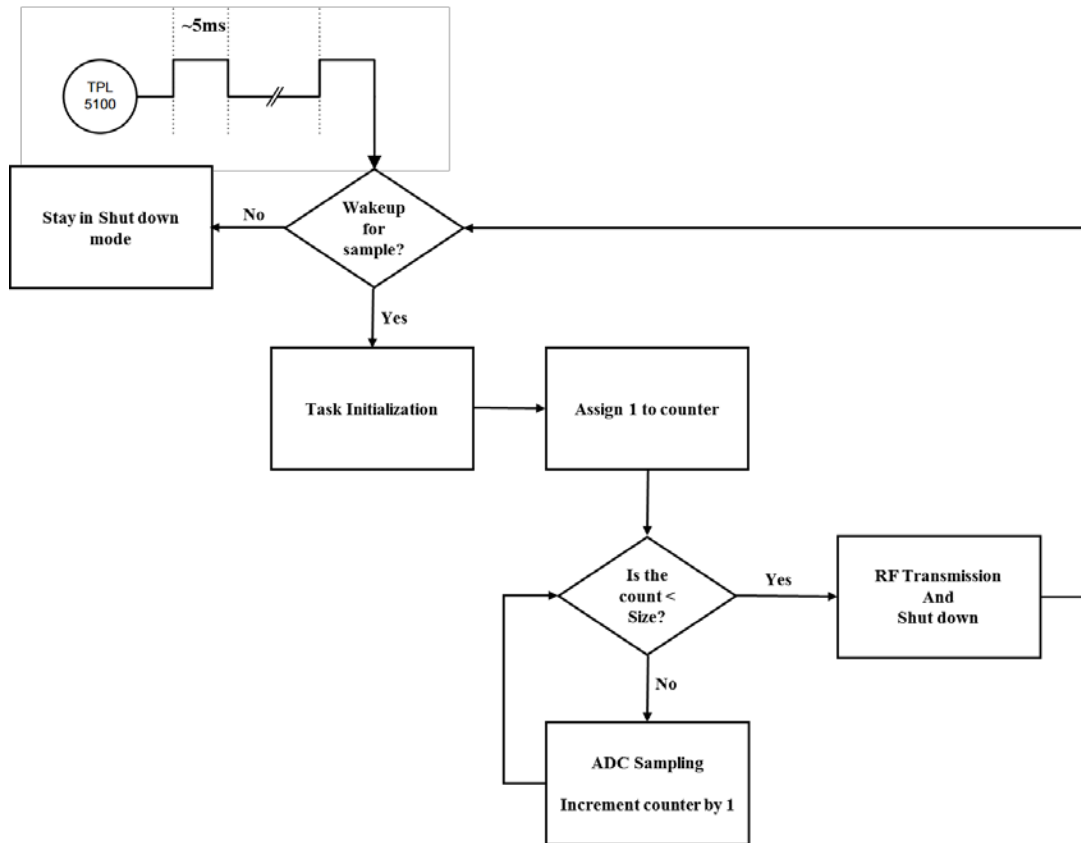 ~5ms
TPL
5100
Stay in Shut down
mode
No
Wakeup
for
sample?
Yes
Task Initialization
Assign 1 to counter
Is the
count <
Size?
Yes
RF Transmission
And
Shut down
No
ADC Sampling
Increment counter by 1